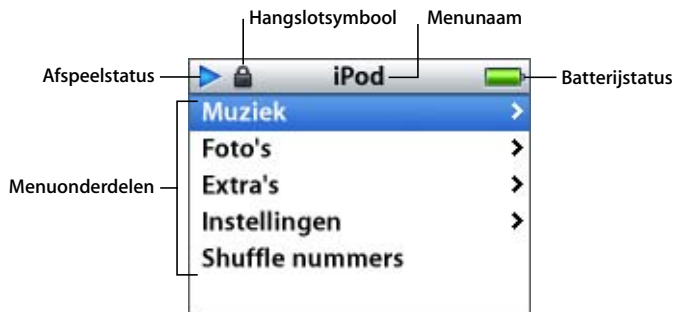 Hangslotsymbool
Menunaam
Afspeelstatus
iPod
Batterijstatus
Muziek
Foto's
Menuonderdelen
Extra's
Instellingen
Shuffle nummers